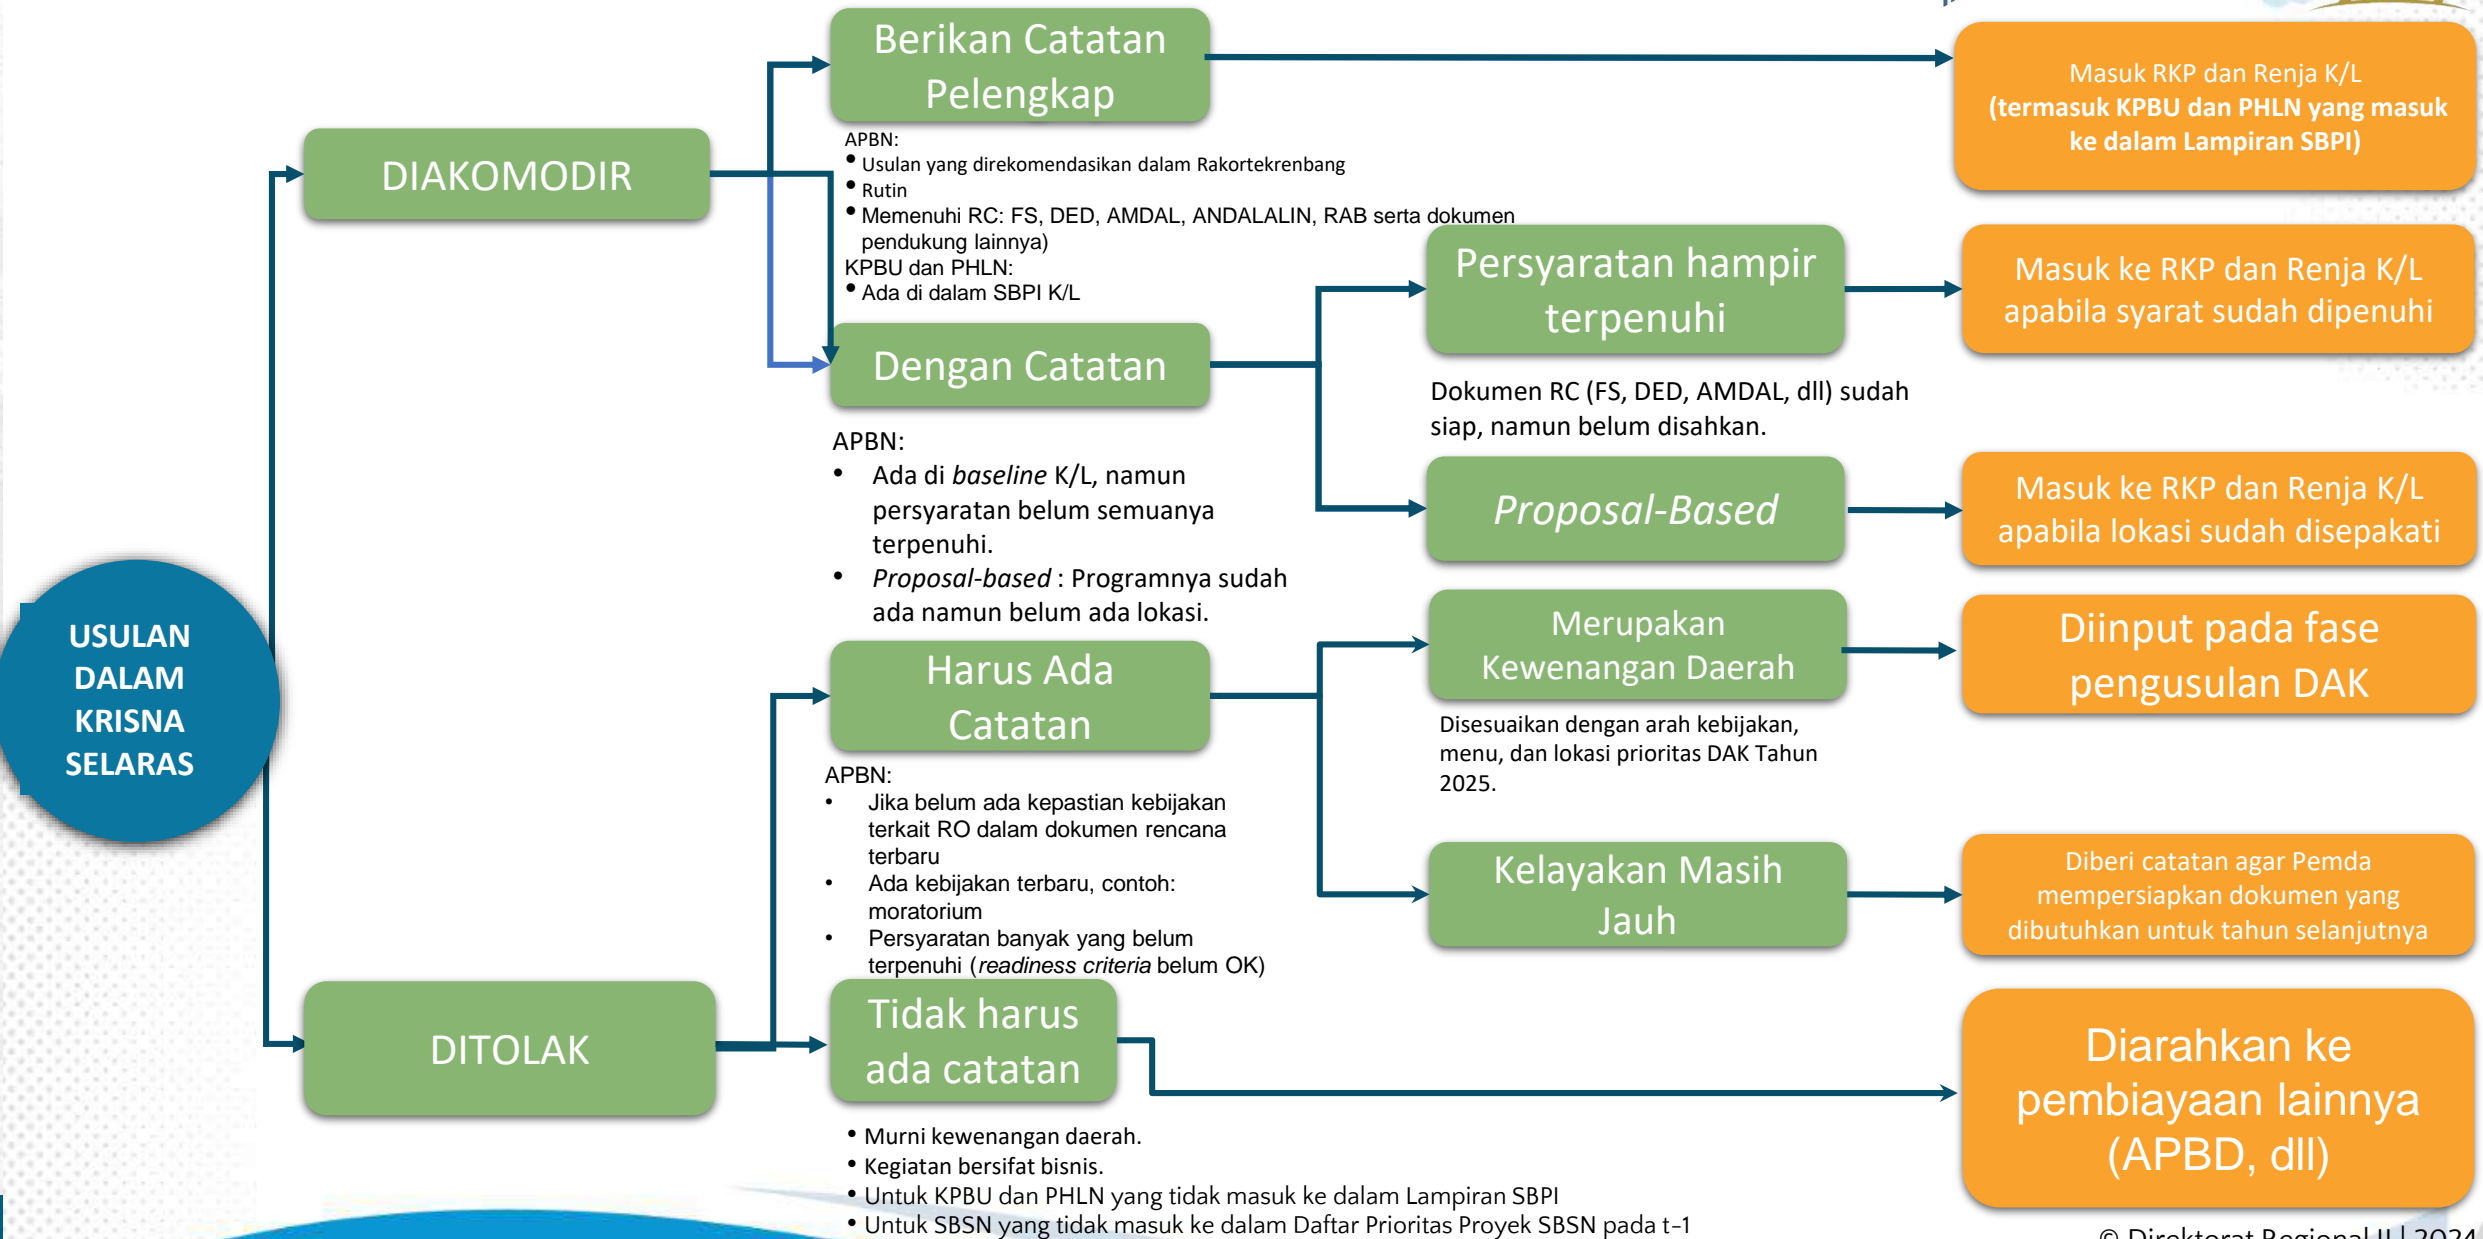 USULAN
DALAM
KRISNA
SELARAS
DIAKOMODIR
Berikan Catatan
Pelengkap
APBN:
• Usulan yang direkomendasikan dalam Rakortekrenbang
• Rutin
• Memenuhi RC: FS, DED, AMDAL, ANDALALIN, RAB serta dokumen
pendukung lainnya)
KPBU dan PHLN:
• Ada di dalam SBPI K/L
Masuk RKP dan Renja K/L
(termasuk KPBU dan PHLN yang masuk
ke dalam Lampiran SBPI)
Dengan Catatan
APBN:
• Ada di baseline K/L, namun
persyaratan belum semuanya
terpenuhi.
• Proposal-based : Programnya sudah
ada namun belum ada lokasi.
Persyaratan hampir
terpenuhi
Dokumen RC (FS, DED, AMDAL, dll) sudah
siap, namun belum disahkan.
Masuk ke RKP dan Renja K/L
apabila syarat sudah dipenuhi
Proposal-Based
Masuk ke RKP dan Renja K/L
apabila lokasi sudah disepakati
DITOLAK
Harus Ada
Catatan
APBN:
• Jika belum ada kepastian kebijakan
terkait RO dalam dokumen rencana
terbaru
• Ada kebijakan terbaru, contoh:
moratorium
• Persyaratan banyak yang belum
terpenuhi (readiness criteria belum OK)
Merupakan
Kewenangan Daerah
Disesuaikan dengan arah kebijakan,
menu, dan lokasi prioritas DAK Tahun
2025.
Diinput pada fase
pengusulan DAK
Kelayakan Masih
Jauh
Diberi catatan agar Pemda
mempersiapkan dokumen yang
dibutuhkan untuk tahun selanjutnya
Tidak harus
ada catatan
• Murni kewenangan daerah.
• Kegiatan bersifat bisnis.
• Untuk KPBU dan PHLN yang tidak masuk ke dalam Lampiran SBPI
• Untuk SBSN yang tidak masuk ke dalam Daftar Prioritas Proyek SBSN pada t-1
Diarahkan ke
pembiayaan lainnya
(APBD, dll)
© Direktorat Regional II | 2024